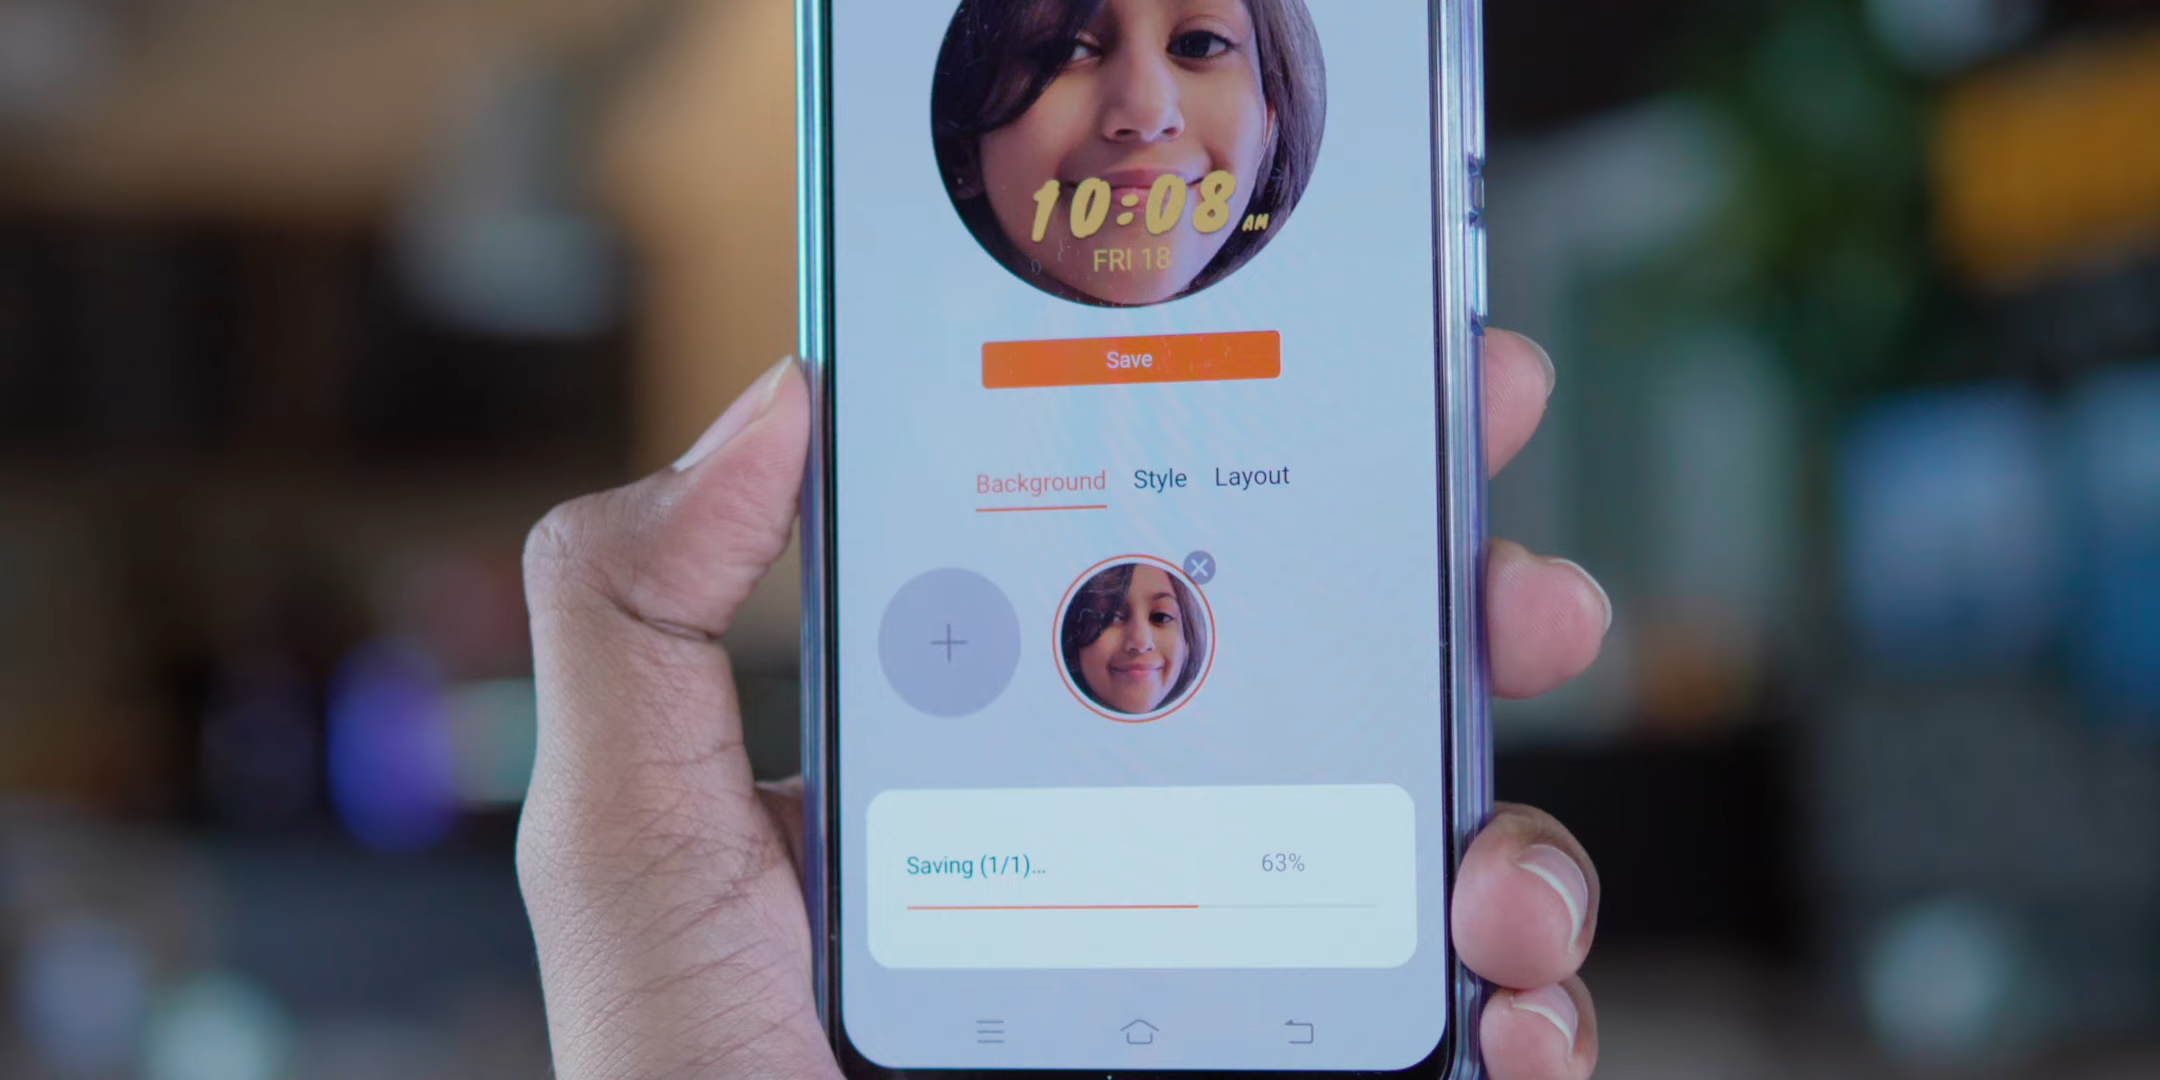 10:08 AM
FRI 18
Save
Background Style Layout
Saving (1/1)... 63%